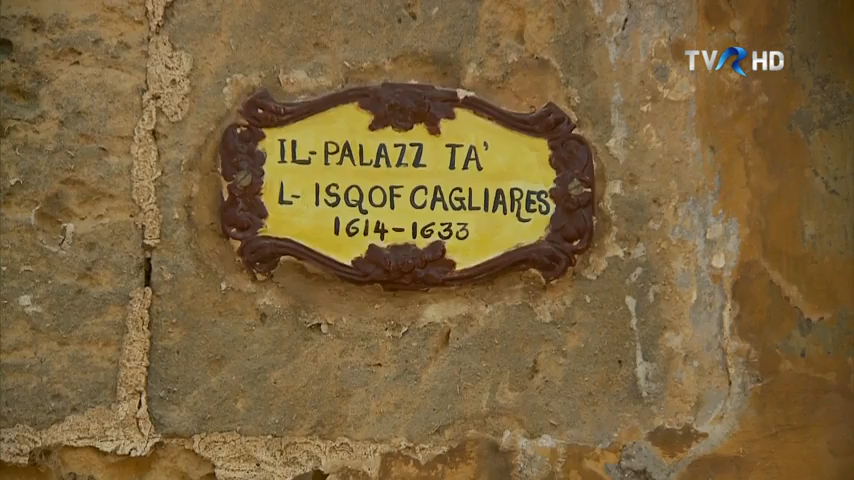 TVR HD
IL-PALAZZ TA'
L-ISQOF CAGLIARES
1614-1633